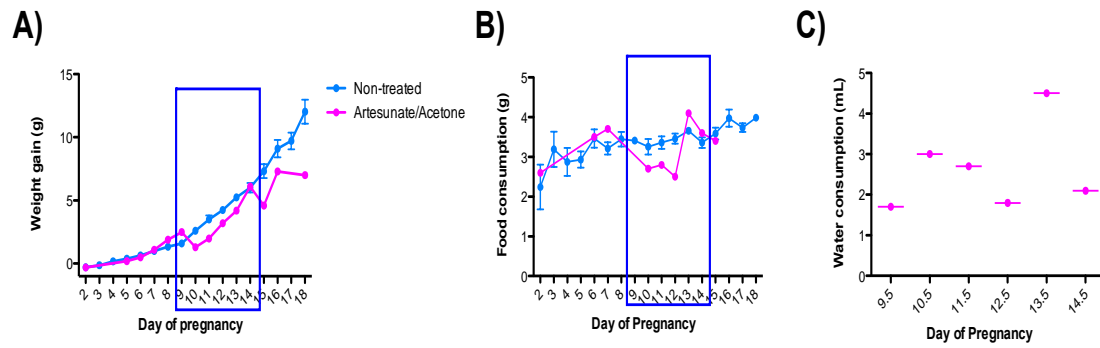 A)
Weight gain (g)
15
10
5
0
2 3 4 5 6 7 8 9 10 11 12 13 14 15 16 17 18
Day of pregnancy
Non-treated
Artesunate/Acetone
B)
Food consumption (g)
5
4
3
2
1
0
2 3 4 5 6 7 8 9 10 11 12 13 14 15 16 17 18
Day of Pregnancy
C)
Water consumption (mL)
5
4
3
2
1
0
9.5 10.5 11.5 12.5 13.5 14.5
Day of Pregnancy